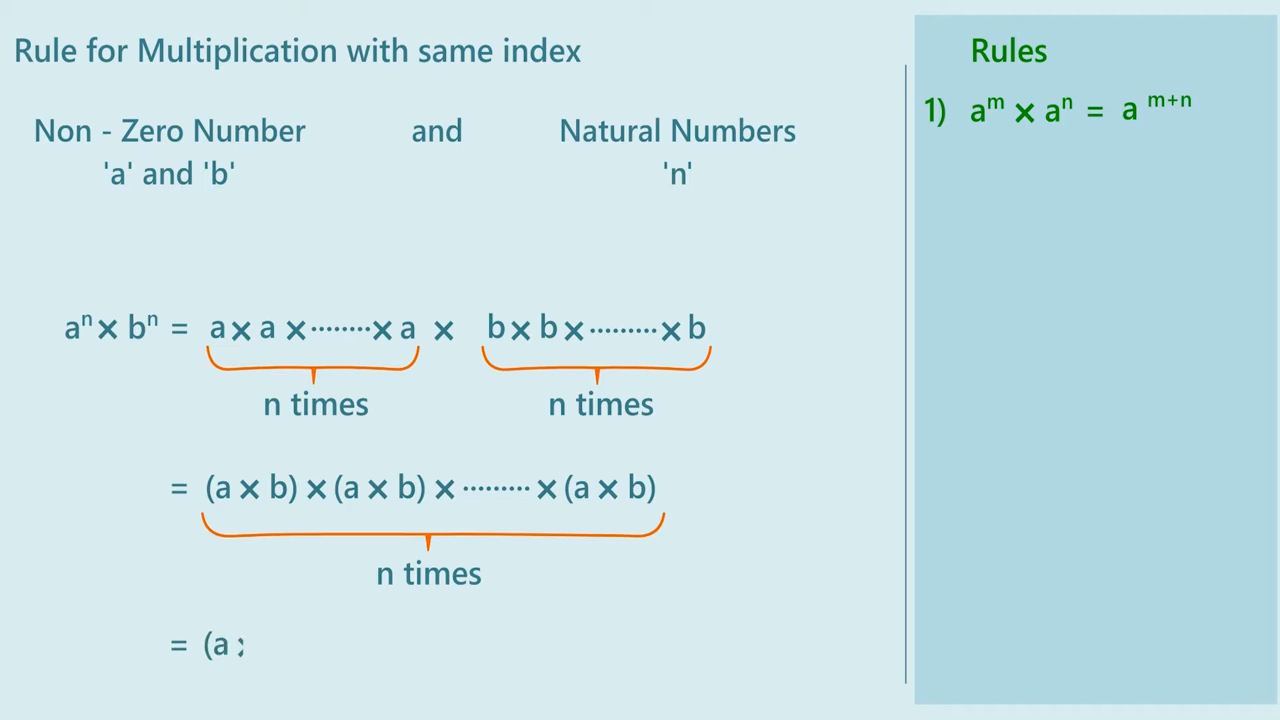 Rule for Multiplication with same index
Non - Zero Number and Natural Numbers
'a' and 'b' 'n'
aⁿ × bⁿ = a × a × ········ × a × b × b × ········· × b
n times n times
= (a × b) × (a × b) × ········· × (a × b)
n times
= (a
Rules
1) aᵐ × aⁿ = a ᵐ⁺ⁿ